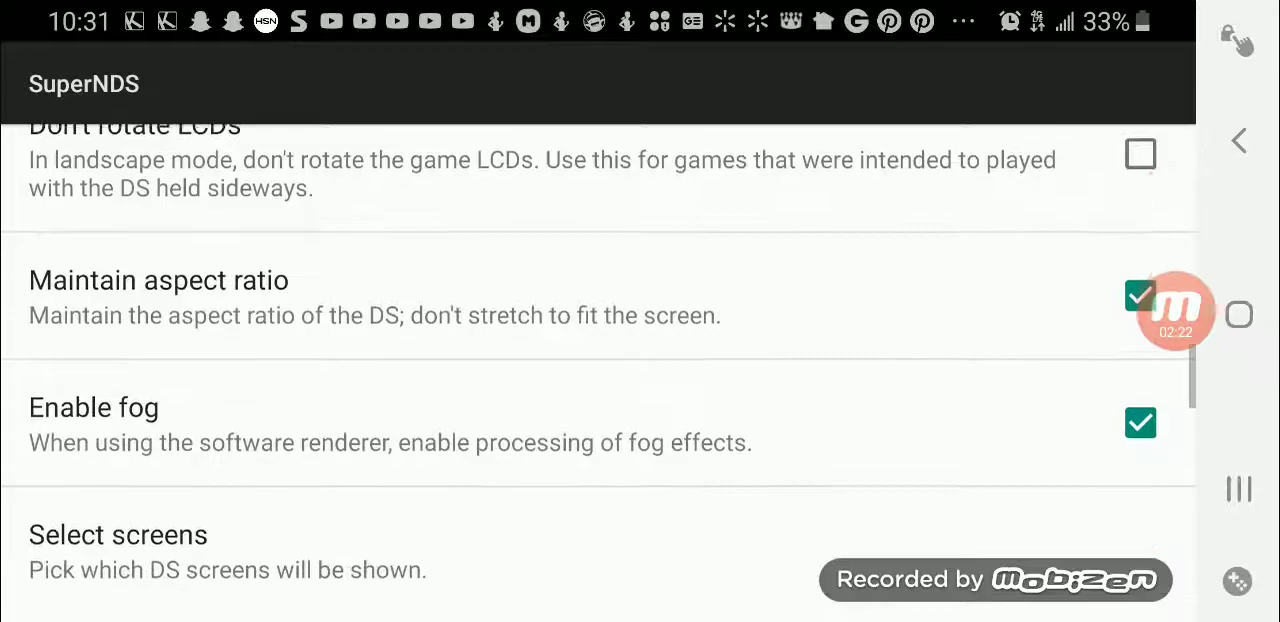 10:31 HSN S GE G 4G 33%
SuperNDS
Don't rotate LCDs
In landscape mode, don't rotate the game LCDs. Use this for games that were intended to played
with the DS held sideways.
Maintain aspect ratio
Maintain the aspect ratio of the DS; don't stretch to fit the screen.
02:22
Enable fog
When using the software renderer, enable processing of fog effects.
Select screens
Pick which DS screens will be shown.
Recorded by mobizen